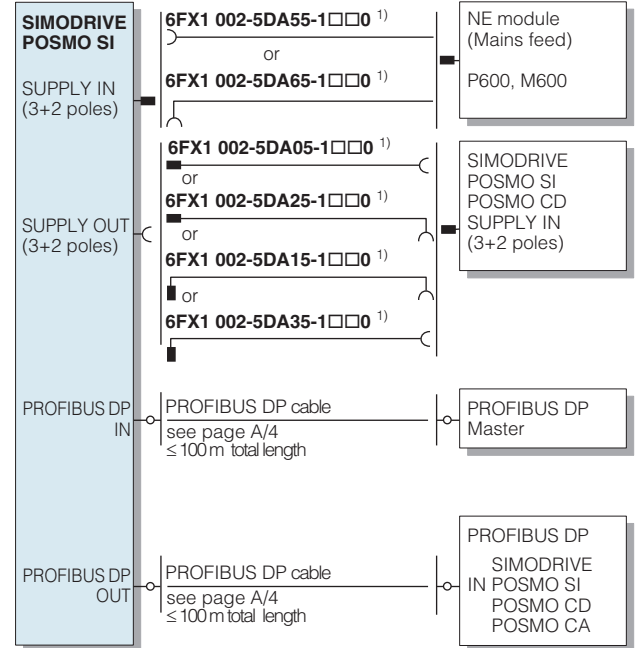 SIMODRIVE
POSMO SI
SUPPLY IN
(3+2 poles)
6FX1 002-5DA55-1□□0 1)
or
6FX1 002-5DA65-1□□0 1)
NE module
(Mains feed)
P600, M600
SUPPLY OUT
(3+2 poles)
6FX1 002-5DA05-1□□0 1)
or
6FX1 002-5DA25-1□□0 1)
or
6FX1 002-5DA15-1□□0 1)
or
6FX1 002-5DA35-1□□0 1)
SIMODRIVE
POSMO SI
POSMO CD
SUPPLY IN
(3+2 poles)
PROFIBUS DP
IN
PROFIBUS DP cable
see page A/4
≤ 100 m total length
PROFIBUS DP
Master
PROFIBUS DP
OUT
PROFIBUS DP cable
see page A/4
≤ 100 m total length
PROFIBUS DP
SIMODRIVE
IN POSMO SI
POSMO CD
POSMO CA